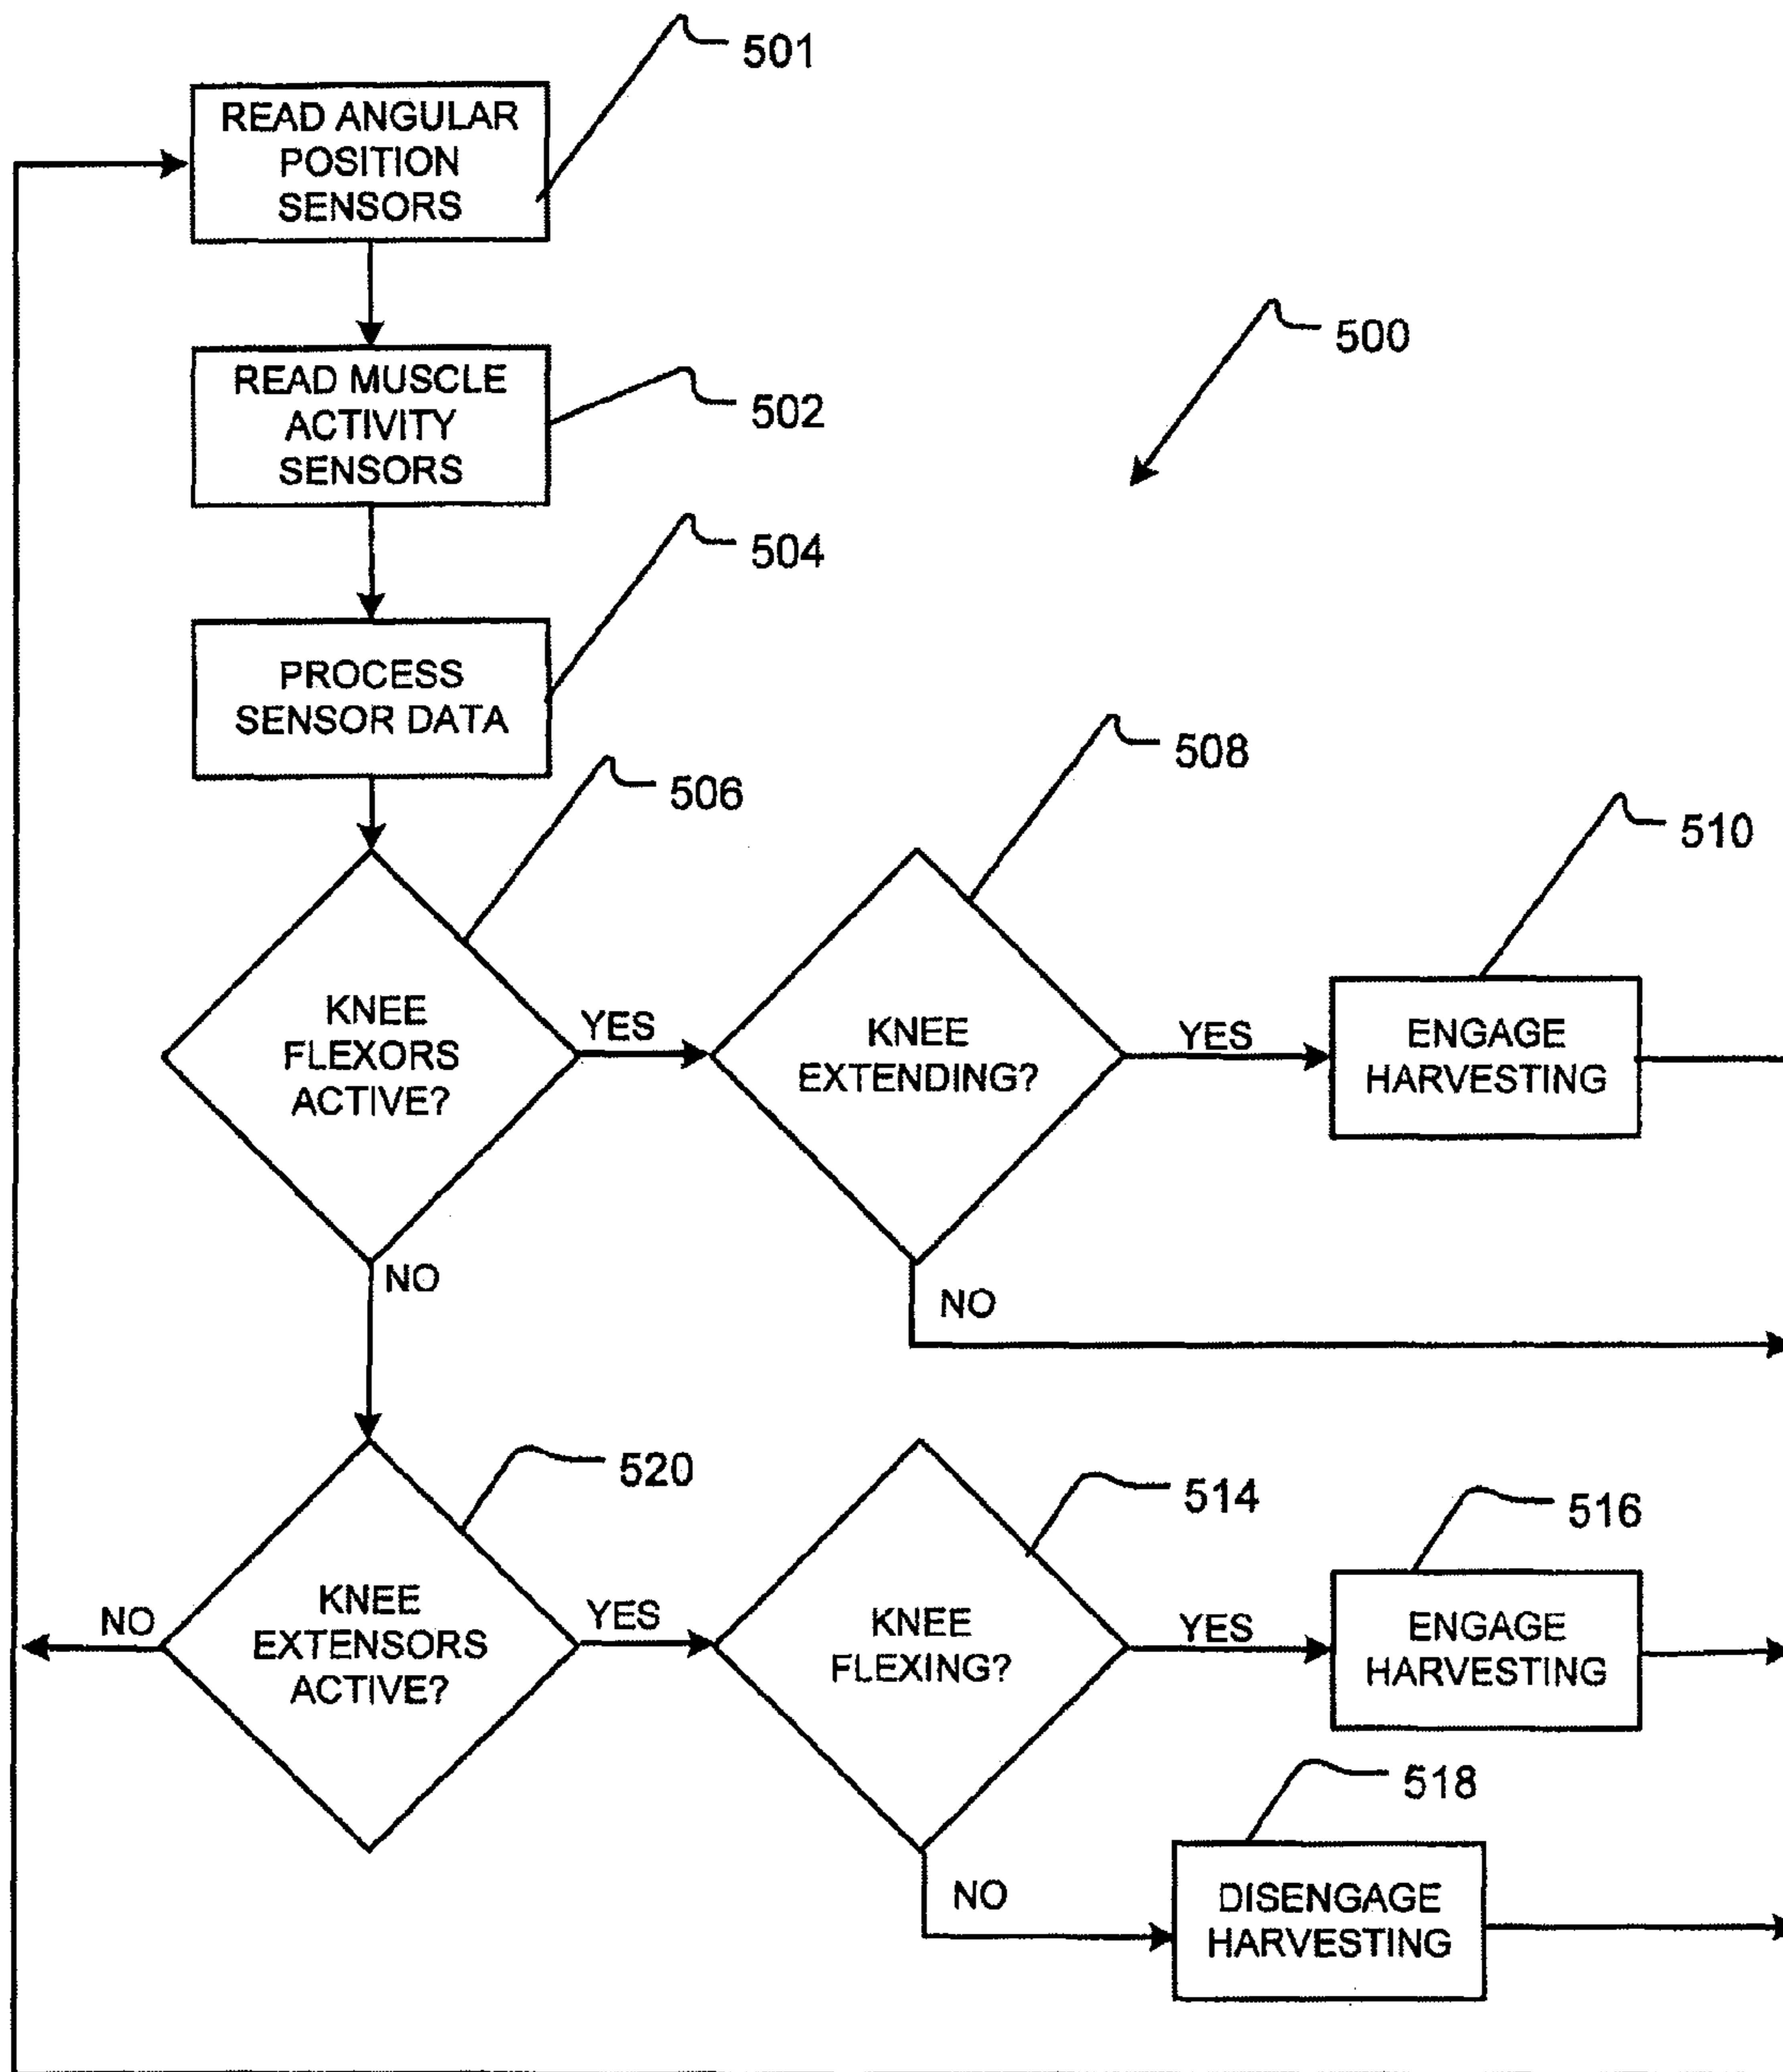 501
READ ANGULAR
POSITION
SENSORS
500
READ MUSCLE
ACTIVITY
SENSORS
502
504
PROCESS
SENSOR DATA
506
508
510
KNEE
FLEXORS
ACTIVE?
YES
KNEE
EXTENDING?
YES
ENGAGE
HARVESTING
NO
NO
520
514
516
NO
KNEE
EXTENSORS
ACTIVE?
YES
KNEE
FLEXING?
YES
ENGAGE
HARVESTING
518
NO
DISENGAGE
HARVESTING